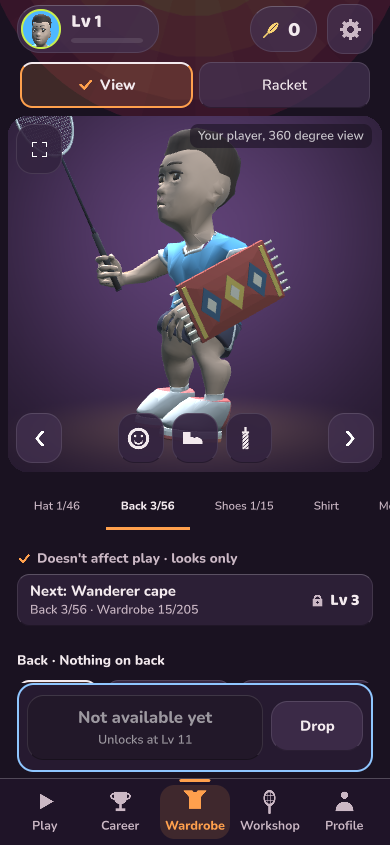 Lv 1
0
View
Racket
Your player, 360 degree view
Hat 1/46
Back 3/56
Shoes 1/15
Shirt
Doesn't affect play · looks only
Next: Wanderer cape
Back 3/56 · Wardrobe 15/205
Lv 3
Back · Nothing on back
Not available yet
Unlocks at Lv 11
Drop
Play
Career
Wardrobe
Workshop
Profile